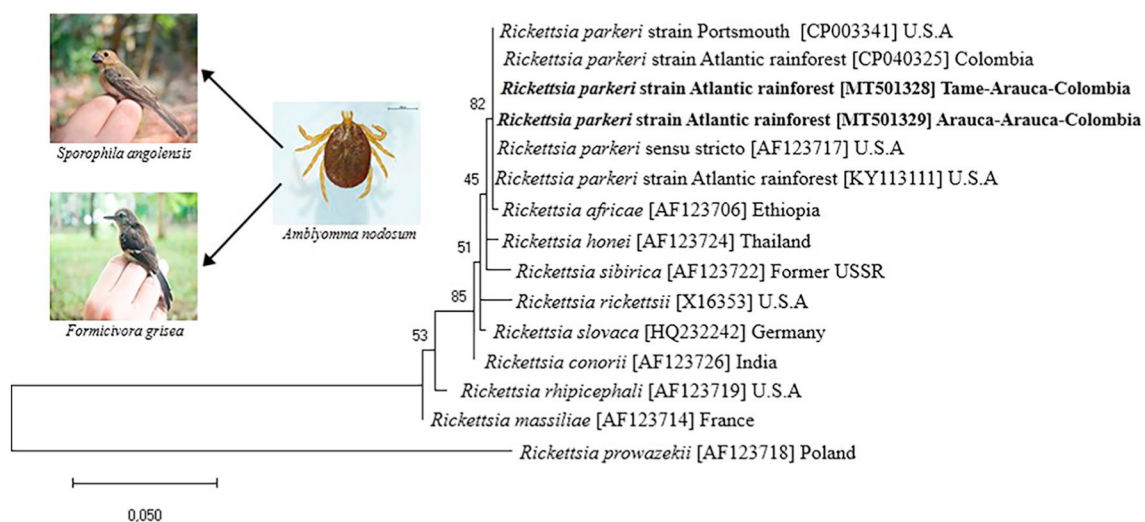 Sporophila angolensis
Formicivora grisea
Amblyomma nodosum
Rickettsia parkeri strain Portsmouth [CP003341] U.S.A
Rickettsia parkeri strain Atlantic rainforest [CP040325] Colombia
Rickettsia parkeri strain Atlantic rainforest [MT501328] Tame-Arauca-Colombia
Rickettsia parkeri strain Atlantic rainforest [MT501329] Arauca-Arauca-Colombia
Rickettsia parkeri sensu stricto [AF123717] U.S.A
Rickettsia parkeri strain Atlantic rainforest [KY113111] U.S.A
Rickettsia africae [AF123706] Ethiopia
Rickettsia honei [AF123724] Thailand
Rickettsia sibirica [AF123722] Former USSR
Rickettsia rickettsii [X16353] U.S.A
Rickettsia slovaca [HQ232242] Germany
Rickettsia conorii [AF123726] India
Rickettsia rhipicephali [AF123719] U.S.A
Rickettsia massiliae [AF123714] France
Rickettsia prowazekii [AF123718] Poland
82
45
51
85
53
0,050